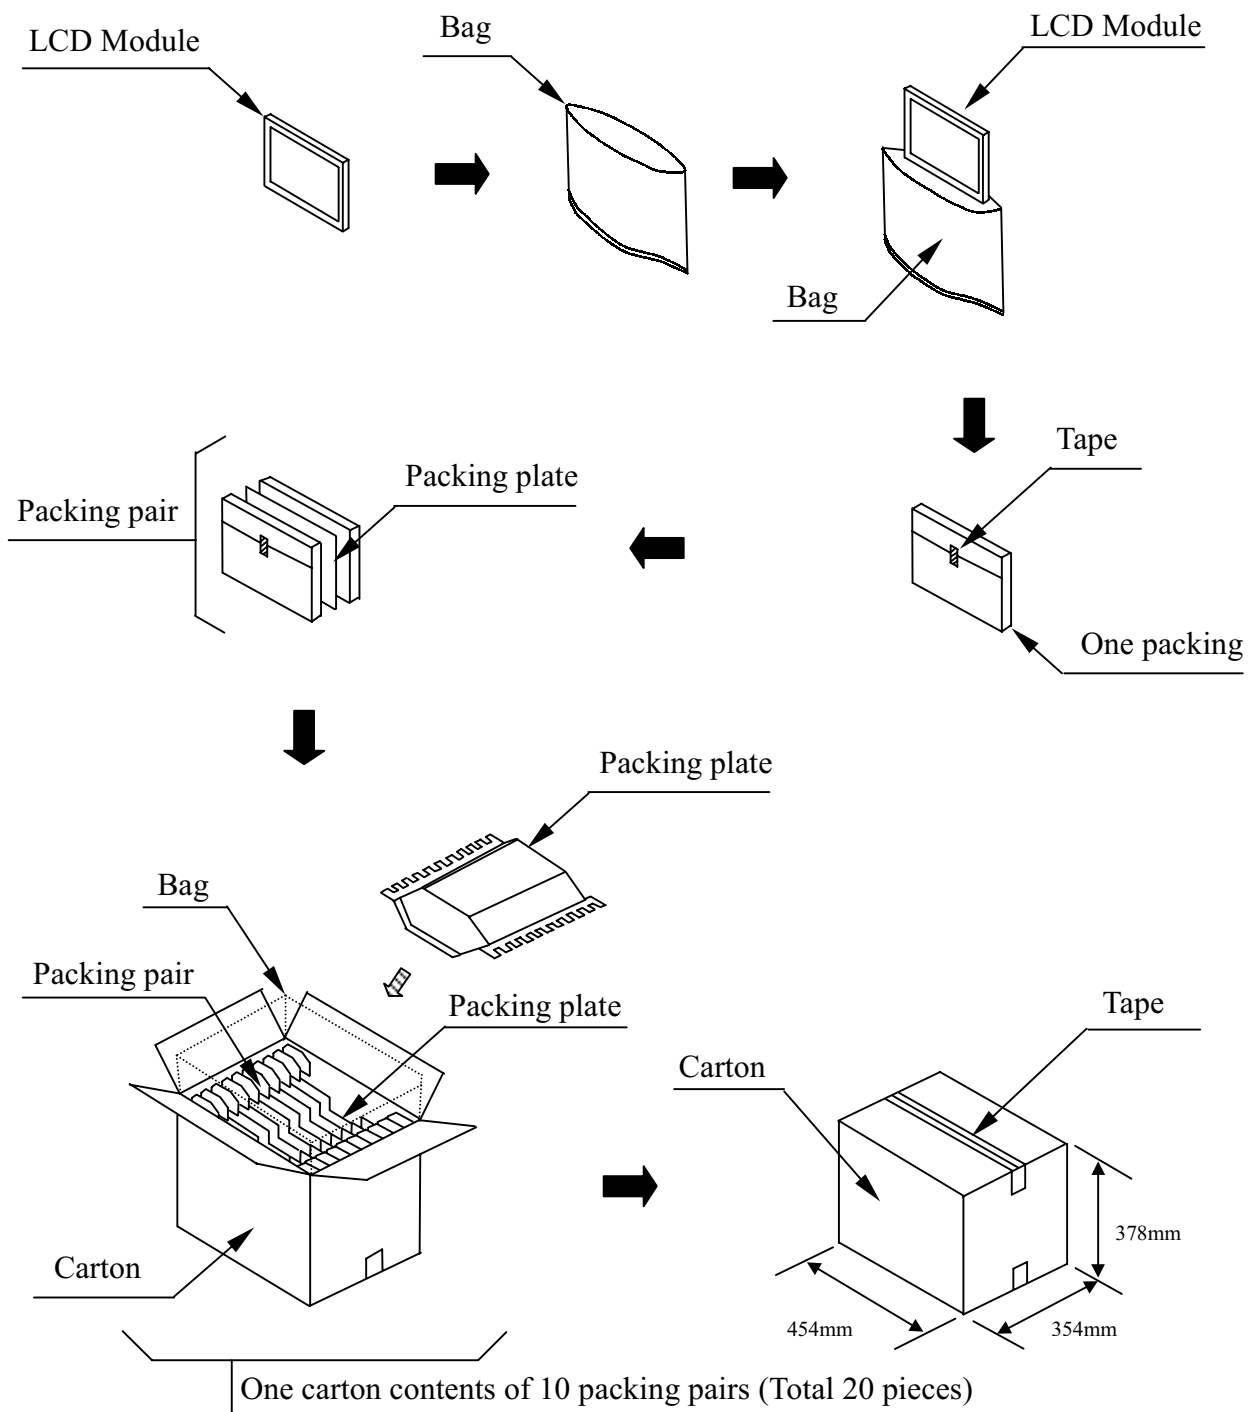 LCD Module
Bag
LCD Module
Bag
Tape
Packing plate
Packing pair
One packing
Packing plate
Bag
Packing pair
Packing plate
Tape
Carton
378mm
Carton
454mm
354mm
One carton contents of 10 packing pairs (Total 20 pieces)